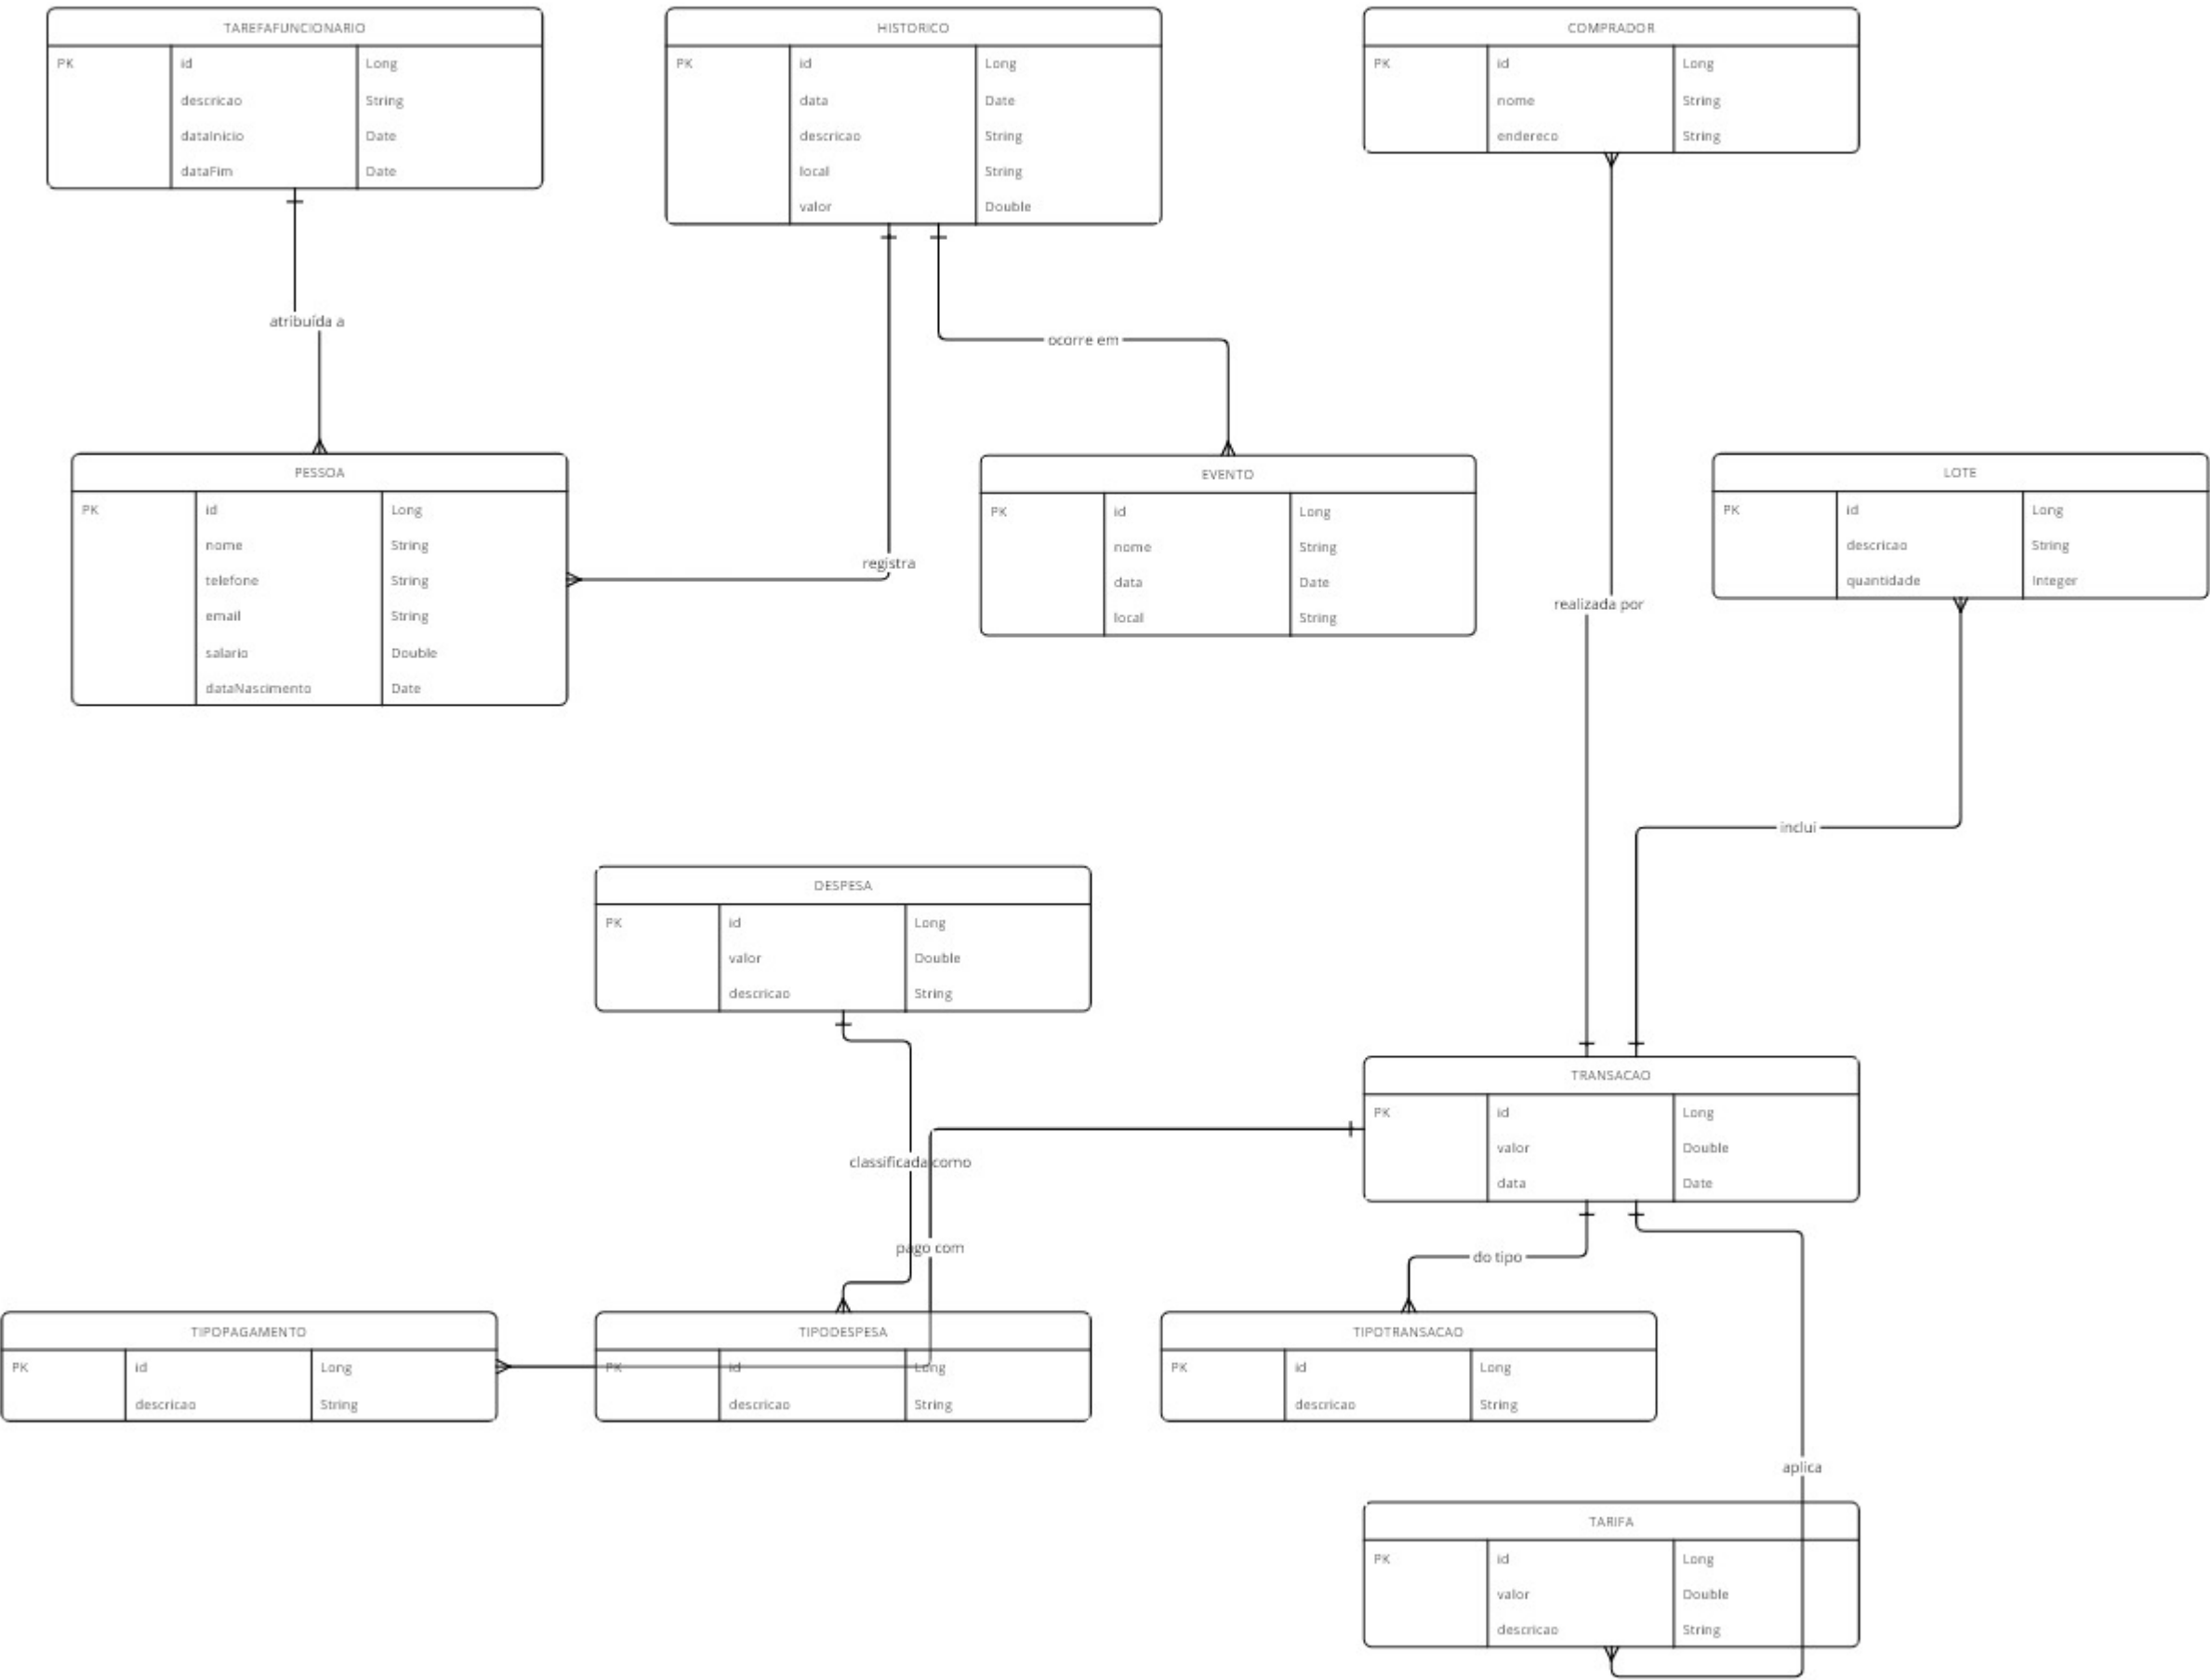 TAREFAFUNCIONARIO
PK id Long
descricao String
dataInicio Date
dataFim Date
HISTORICO
PK id Long
data Date
descricao String
local String
valor Double
COMPRADOR
PK id Long
nome String
endereco String
atribuída a
ocorre em
PESSOA
PK id Long
nome String
telefone String
email String
salario Double
dataNascimento Date
registra
EVENTO
PK id Long
nome String
data Date
local String
LOTE
PK id Long
descricao String
quantidade Integer
realizada por
inclui
DESPESA
PK id Long
valor Double
descricao String
TRANSACAO
PK id Long
valor Double
data Date
classificada como
pago com
do tipo
TIPOPAGAMENTO
PK id Long
descricao String
TIPODESPESA
PK id Long
descricao String
TIPOTRANSACAO
PK id Long
descricao String
aplica
TARIFA
PK id Long
valor Double
descricao String